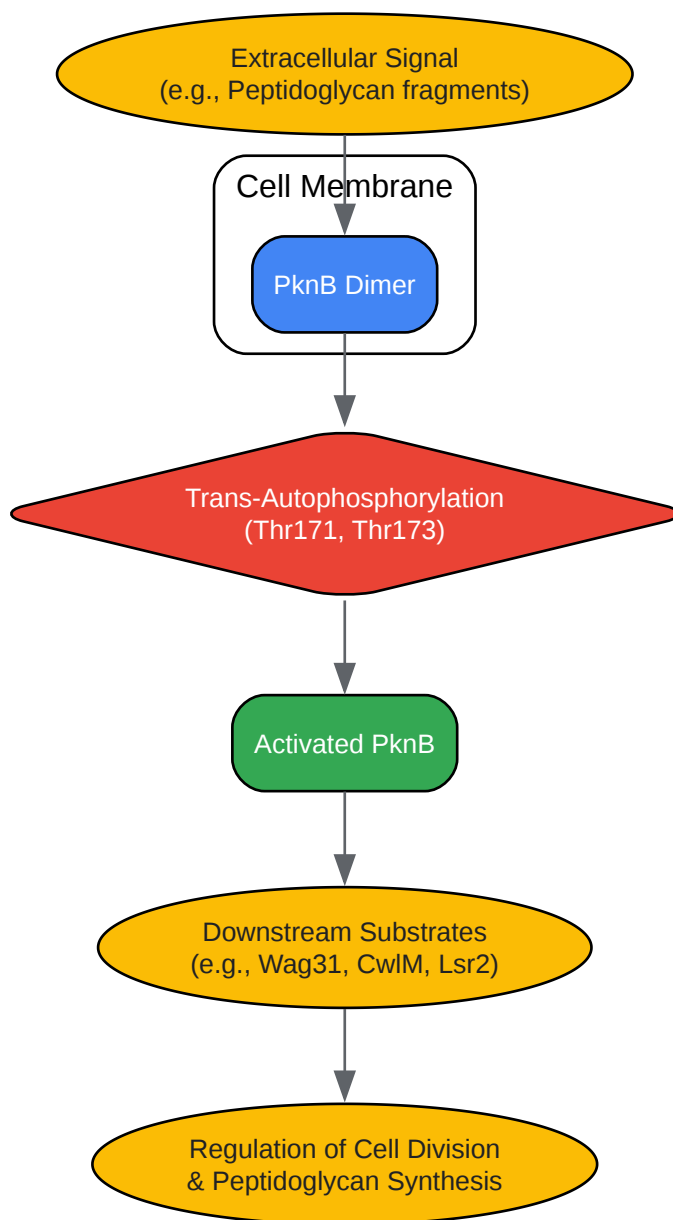 Extracellular Signal
(e.g., Peptidoglycan fragments)
Cell Membrane
PknB Dimer
Trans-Autophosphorylation
(Thr171, Thr173)
Activated PknB
Downstream Substrates
(e.g., Wag31, CwlM, Lsr2)
Regulation of Cell Division
& Peptidoglycan Synthesis